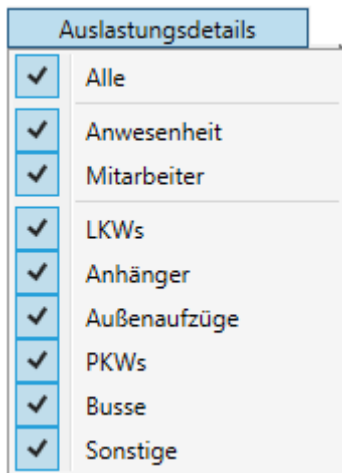 Auslastungsdetails
Alle
Anwesenheit
Mitarbeiter
LKWs
Anhänger
Außenaufzüge
PKWs
Busse
Sonstige